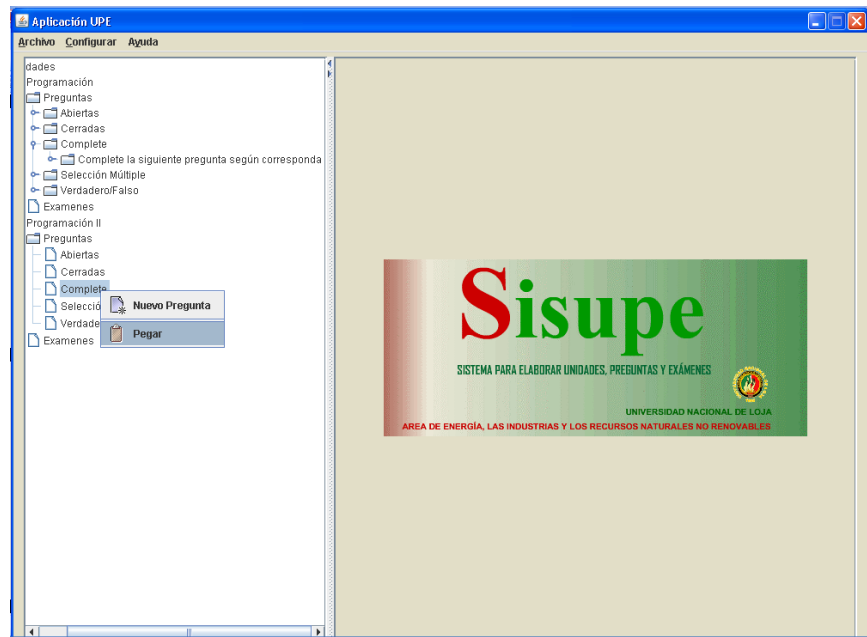 Aplicación UPE
Archivo Configurar Ayuda
dades
Programación
Preguntas
Abiertas
Cerradas
Complete
Complete la siguiente pregunta según corresponda
Selección Múltiple
Verdadero/Falso
Examenes
Programación II
Preguntas
Abiertas
Cerradas
Complete
Selecció
Nuevo Pregunta
Verdade
Pegar
Examenes
Sisupe
SISTEMA PARA ELABORAR UNIDADES, PREGUNTAS Y EXÁMENES
UNIVERSIDAD NACIONAL DE LOJA
AREA DE ENERGÍA, LAS INDUSTRIAS Y LOS RECURSOS NATURALES NO RENOVABLES